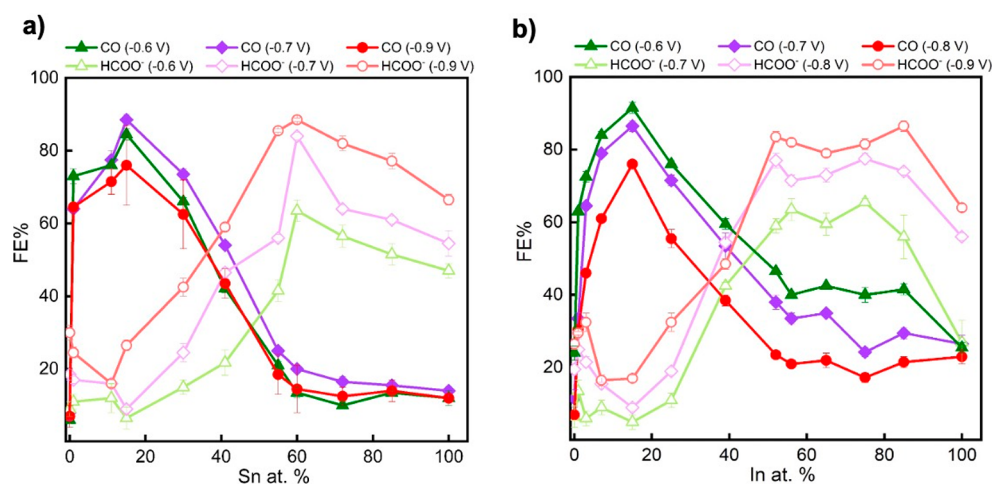 a)
CO (-0.6 V) CO (-0.7 V) CO (-0.9 V)
HCOO⁻ (-0.6 V) HCOO⁻ (-0.7 V) HCOO⁻ (-0.9 V)
100
80
60
40
20
FE%
0 20 40 60 80 100
Sn at. %
b)
CO (-0.6 V) CO (-0.7 V) CO (-0.8 V)
HCOO⁻ (-0.7 V) HCOO⁻ (-0.8 V) HCOO⁻ (-0.9 V)
100
80
60
40
20
FE%
0 20 40 60 80 100
In at. %